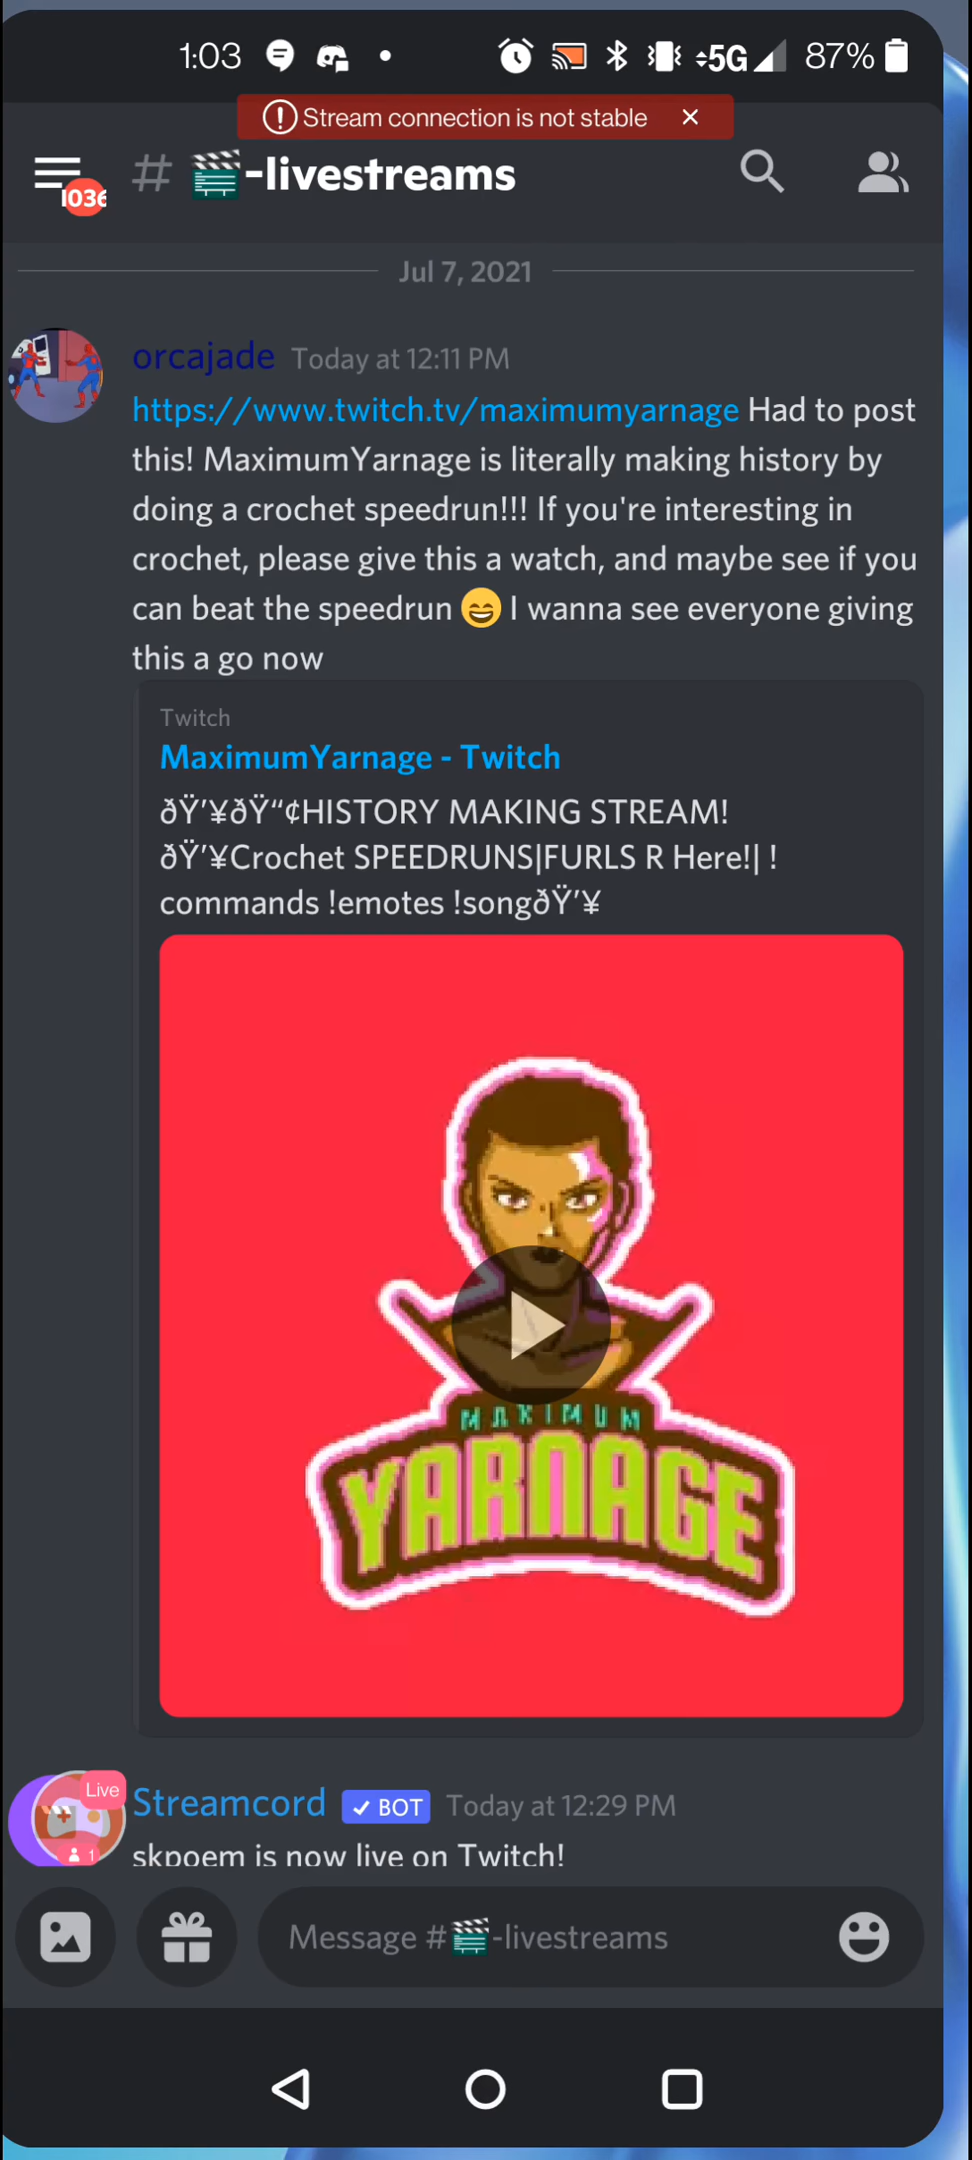 1:03
5G
87%
Stream connection is not stable
# 🎬-livestreams
Jul 7, 2021
orcajade Today at 12:11 PM
https://www.twitch.tv/maximumyarnage Had to post
this! MaximumYarnage is literally making history by
doing a crochet speedrun!!! If you're interesting in
crochet, please give this a watch, and maybe see if you
can beat the speedrun 😄 I wanna see everyone giving
this a go now
Twitch
MaximumYarnage - Twitch
ðŸ’¥ðŸ“¢HISTORY MAKING STREAM!
ðŸ’¥Crochet SPEEDRUNS|FURLS R Here!| !
commands !emotes !songðŸ’¥
MAXIMUM
YARNAGE
Live
Streamcord ✓ BOT Today at 12:29 PM
1
skpoem is now live on Twitch!
Message #🎬-livestreams